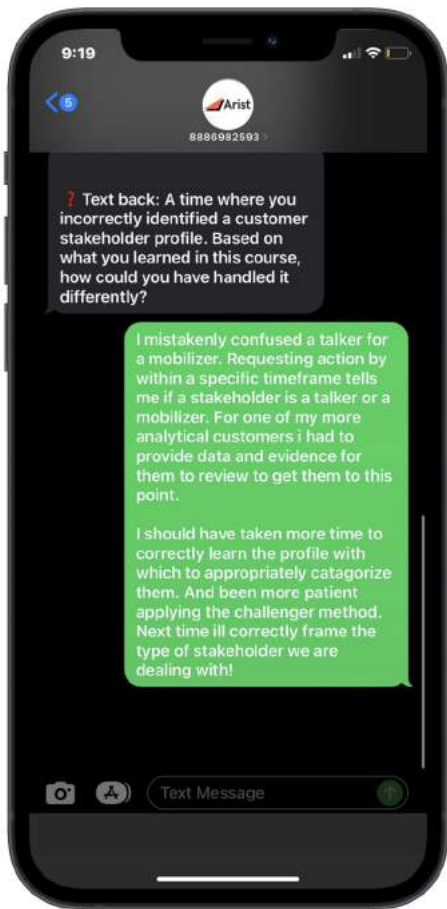 9:19
5
Arist
8886982593 >
❓ Text back: A time where you
incorrectly identified a customer
stakeholder profile. Based on
what you learned in this course,
how could you have handled it
differently?
I mistakenly confused a talker for
a mobilizer. Requesting action by
within a specific timeframe tells
me if a stakeholder is a talker or a
mobilizer. For one of my more
analytical customers i had to
provide data and evidence for
them to review to get them to this
point.
I should have taken more time to
correctly learn the profile with
which to appropriately catagorize
them. And been more patient
applying the challenger method.
Next time ill correctly frame the
type of stakeholder we are
dealing with!
Text Message